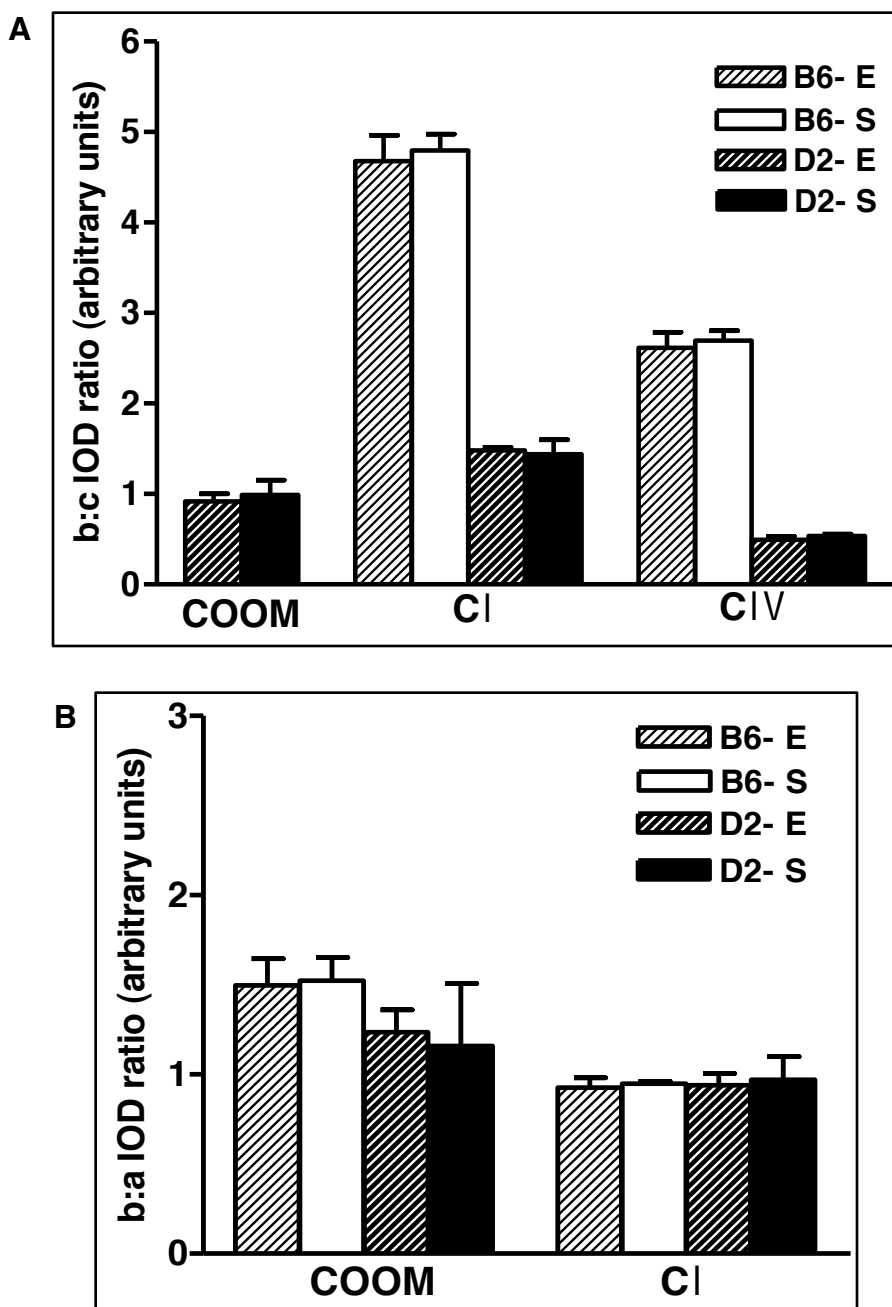 A
b:c IOD ratio (arbitrary units)
6
5
4
3
2
1
0
B6- E
B6- S
D2- E
D2- S
COOM CI CIV
B
b:a IOD ratio (arbitrary units)
3
2
1
0
B6- E
B6- S
D2- E
D2- S
COOM CI